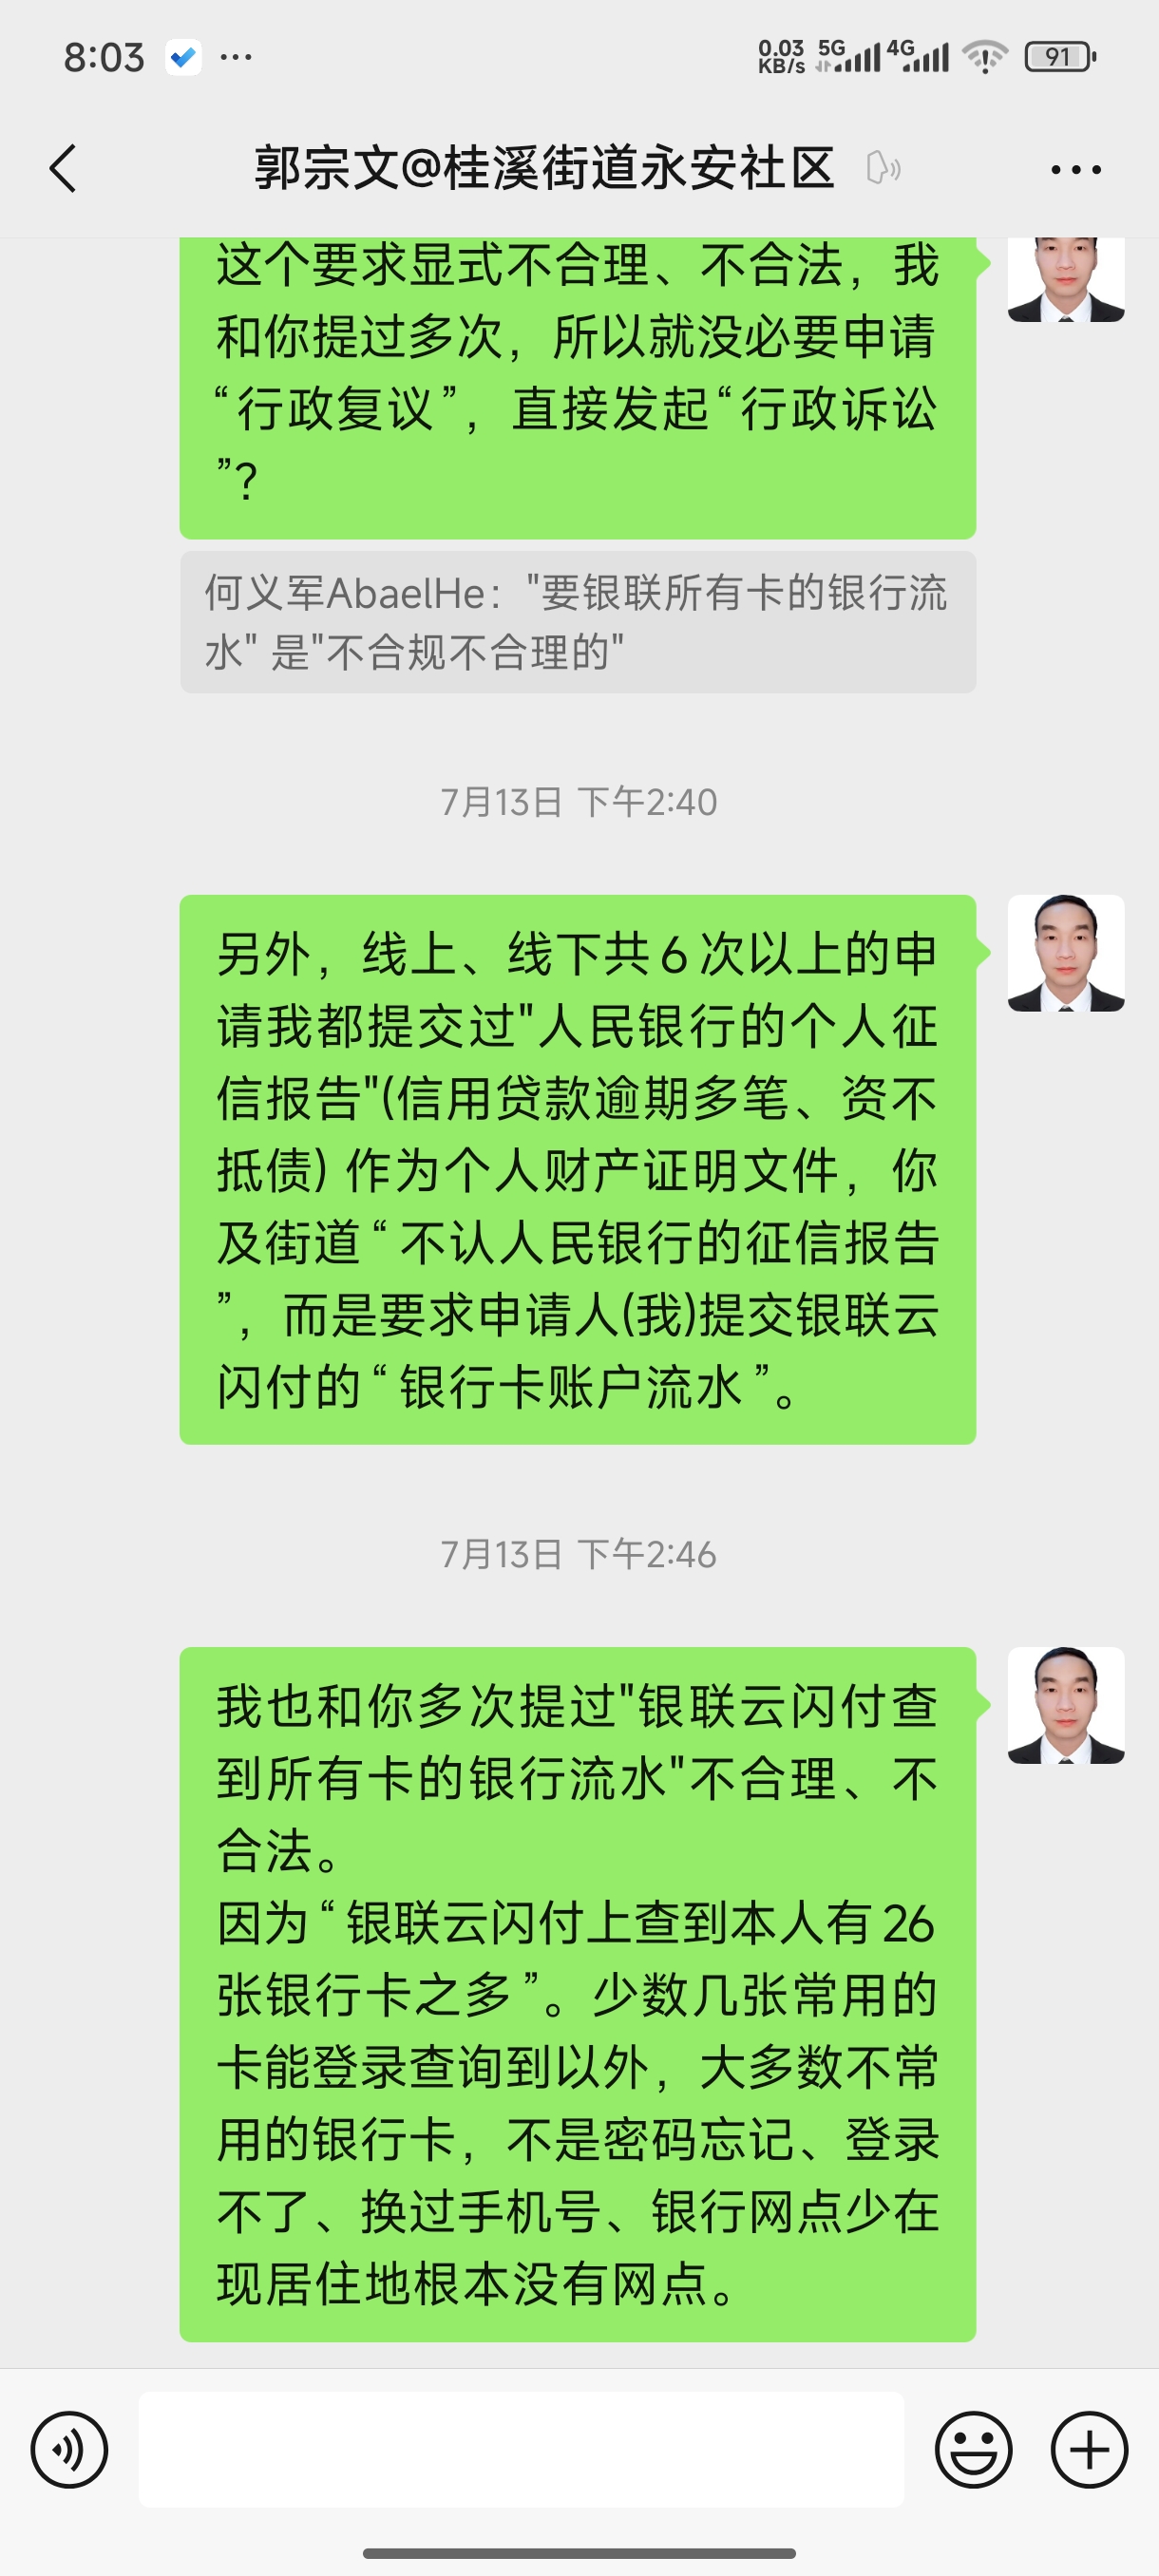 8:03 ...
0.03 KB/s 5G 4G 91
郭宗文@桂溪街道永安社区
这个要求显式不合理、不合法，我
和你提过多次，所以就没必要申请
“行政复议”，直接发起“行政诉讼
”？
何义军AbaelHe："要银联所有卡的银行流
水" 是"不合规不合理的"
7月13日 下午2:40
另外，线上、线下共 6 次以上的申
请我都提交过"人民银行的个人征
信报告"(信用贷款逾期多笔、资不
抵债) 作为个人财产证明文件，你
及街道 “ 不认人民银行的征信报告
”，而是要求申请人(我)提交银联云
闪付的 “ 银行卡账户流水 ”。
7月13日 下午2:46
我也和你多次提过"银联云闪付查
到所有卡的银行流水"不合理、不
合法。
因为 “ 银联云闪付上查到本人有 26
张银行卡之多 ”。少数几张常用的
卡能登录查询到以外，大多数不常
用的银行卡，不是密码忘记、登录
不了、换过手机号、银行网点少在
现居住地根本没有网点。